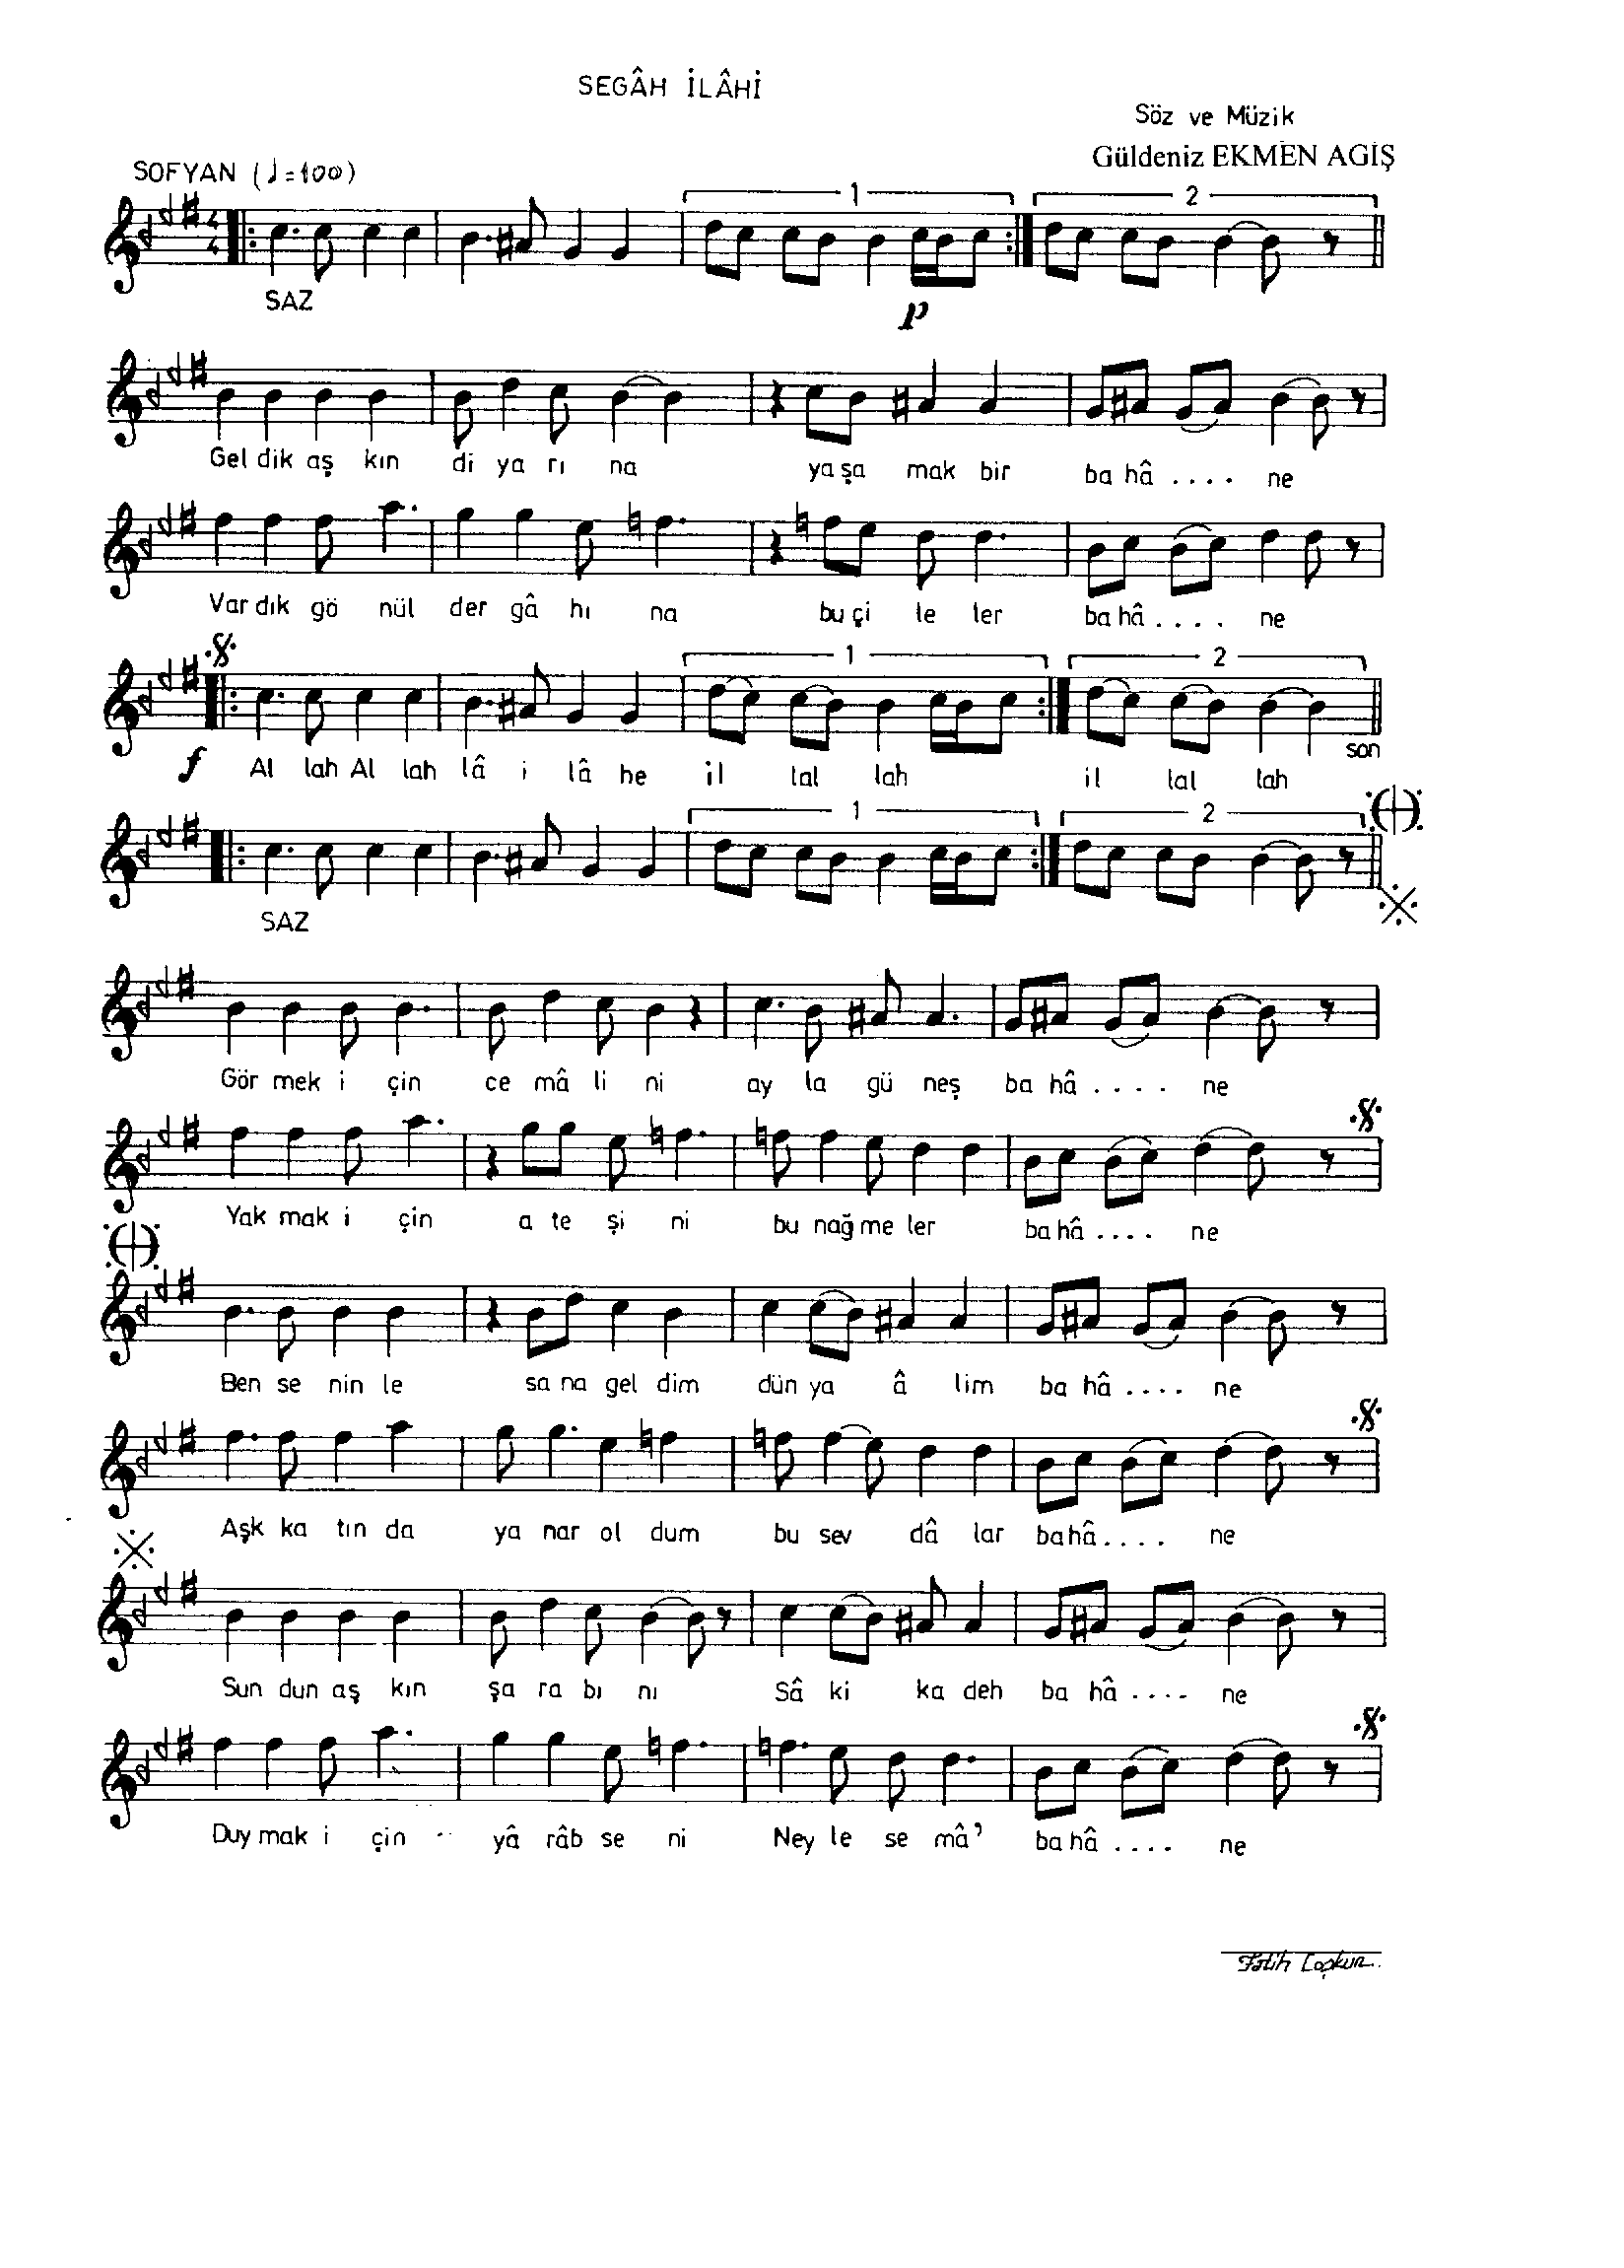 SEGÂH İLÂHİ
Söz ve Müzik
Güldeniz EKMEN AGİŞ
SOFYAN (♩=100)
1
2
4
4
SAZ
p
Gel dik aş kın di ya rı na ya şa mak bir ba hâ .... ne
Var dık gö nül der gâ hı na bu çi le ler ba hâ .... ne
1
2
f Al lah Al lah lâ i lâ he il lal lah il lal lah son
1
2
SAZ
Gör mek i çin ce mâ li ni ay la gü neş ba hâ .... ne
Yak mak i çin a te şi ni bu nağ me ler ba hâ .... ne
Ben se nin le sa na gel dim dün ya â lim ba hâ .... ne
Aşk ka tın da ya nar ol dum bu sev dâ lar ba hâ .... ne
Sun dun aş kın şa ra bı nı Sâ ki ka deh ba hâ .... ne
Duy mak i çin yâ râb se ni Ney le se mâ' ba hâ .... ne
Fatih Coşkun